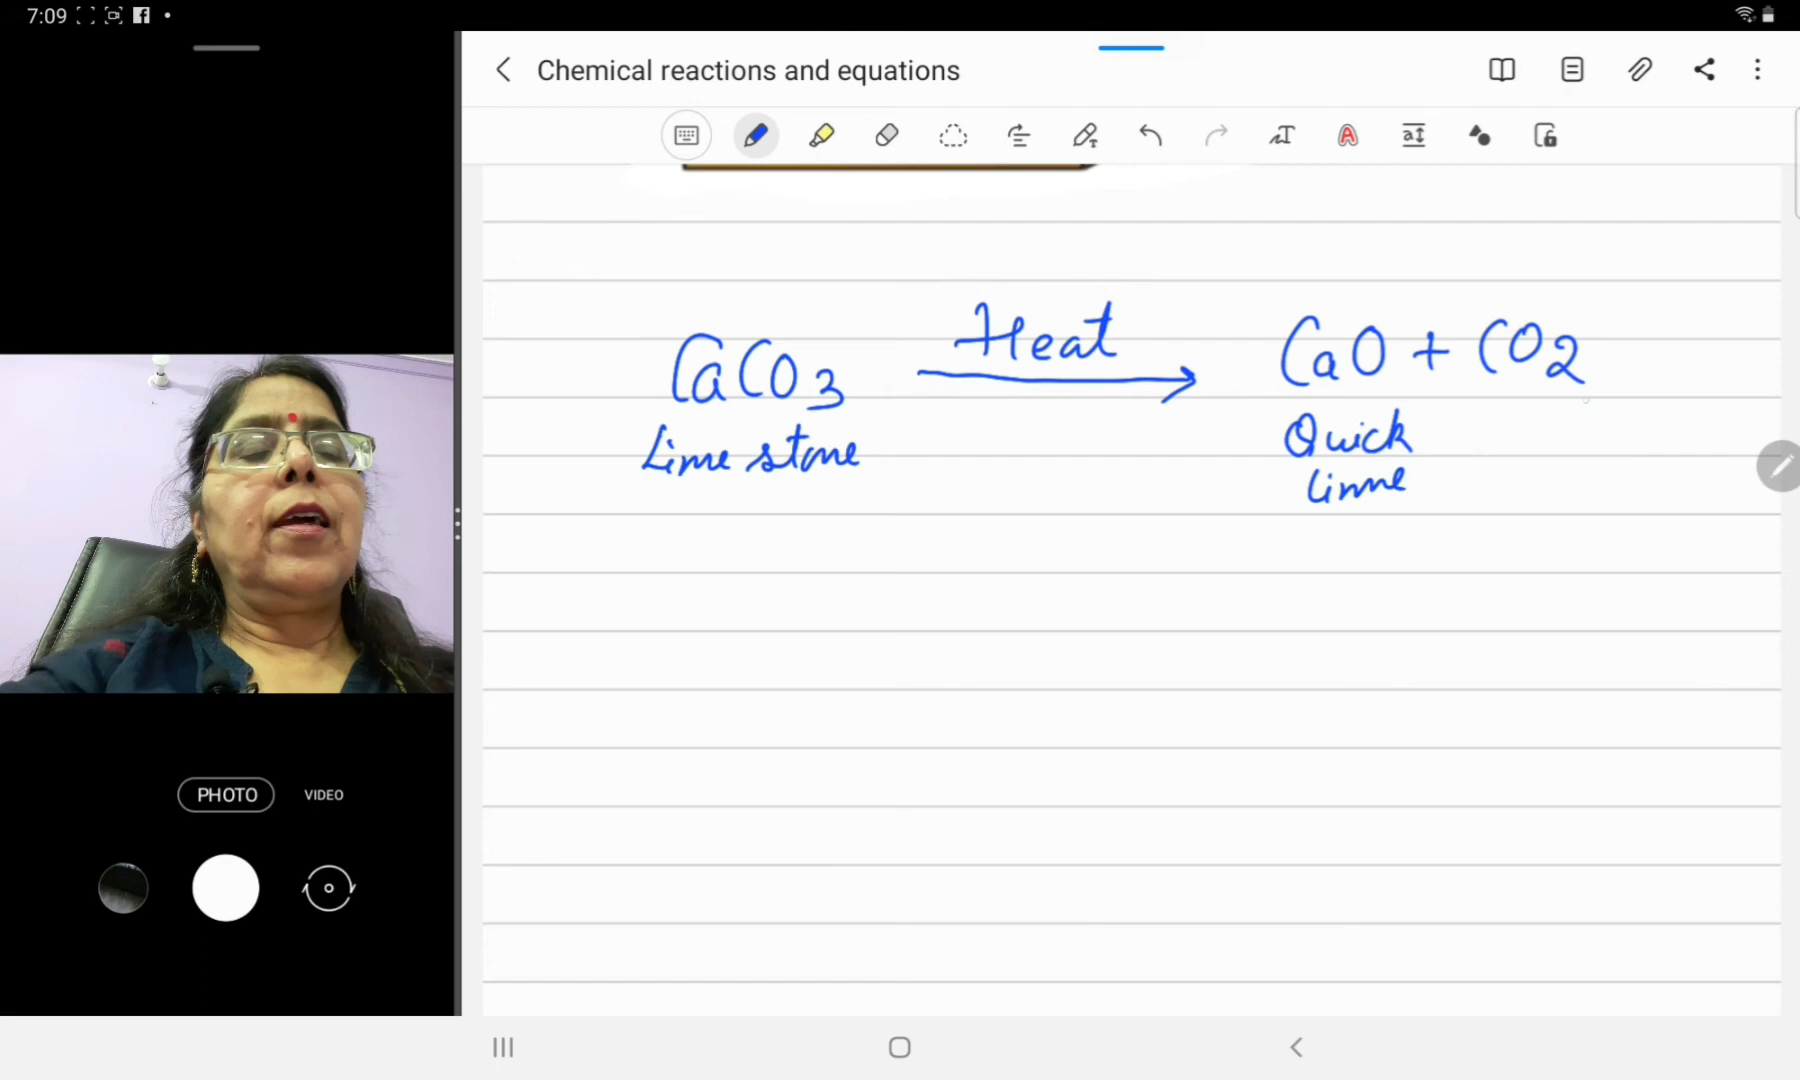 7:09
Chemical reactions and equations
CaCO3 Heat CaO + CO2
Lime stone Quick
Lime
PHOTO VIDEO